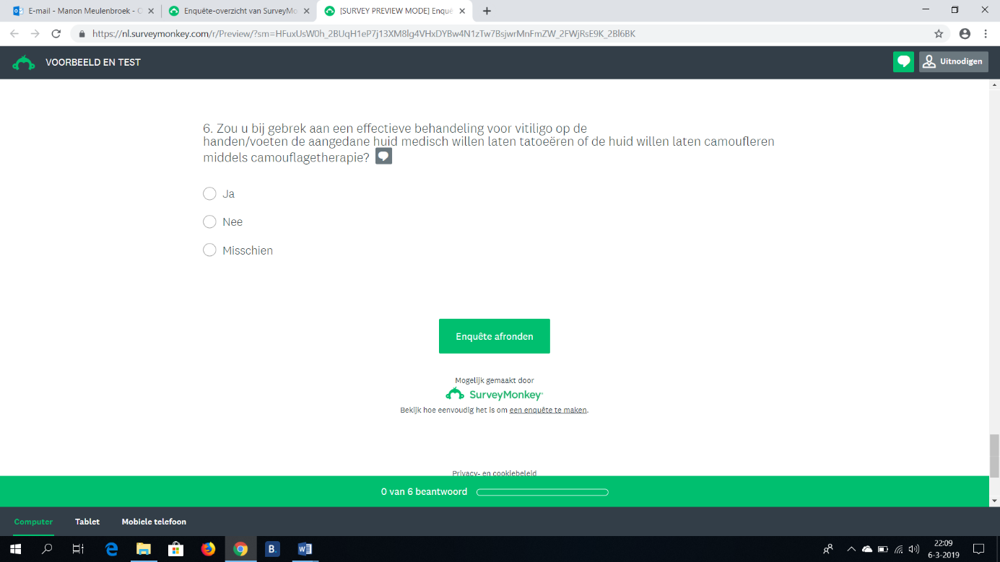 E-mail - Manon Meulenbroek - O
Enquête-overzicht van SurveyMo
[SURVEY PREVIEW MODE] Enquê
https://nl.surveymonkey.com/r/Preview/?sm=HFuxUsW0h_2BUqH1eP7j13XM8lg4VHxDYBw4N1zTw7BsjwrMnFmZW_2FWjRsE9K_2Bl6BK
VOORBEELD EN TEST
Uitnodigen
6. Zou u bij gebrek aan een effectieve behandeling voor vitiligo op de
handen/voeten de aangedane huid medisch willen laten tatoeëren of de huid willen laten camoufleren
middels camouflagetherapie?
Ja
Nee
Misschien
Enquête afronden
Mogelijk gemaakt door
SurveyMonkey
Bekijk hoe eenvoudig het is om een enquête te maken.
Privacy- en cookiebeleid
0 van 6 beantwoord
Computer Tablet Mobiele telefoon
B.
22:09
6-3-2019